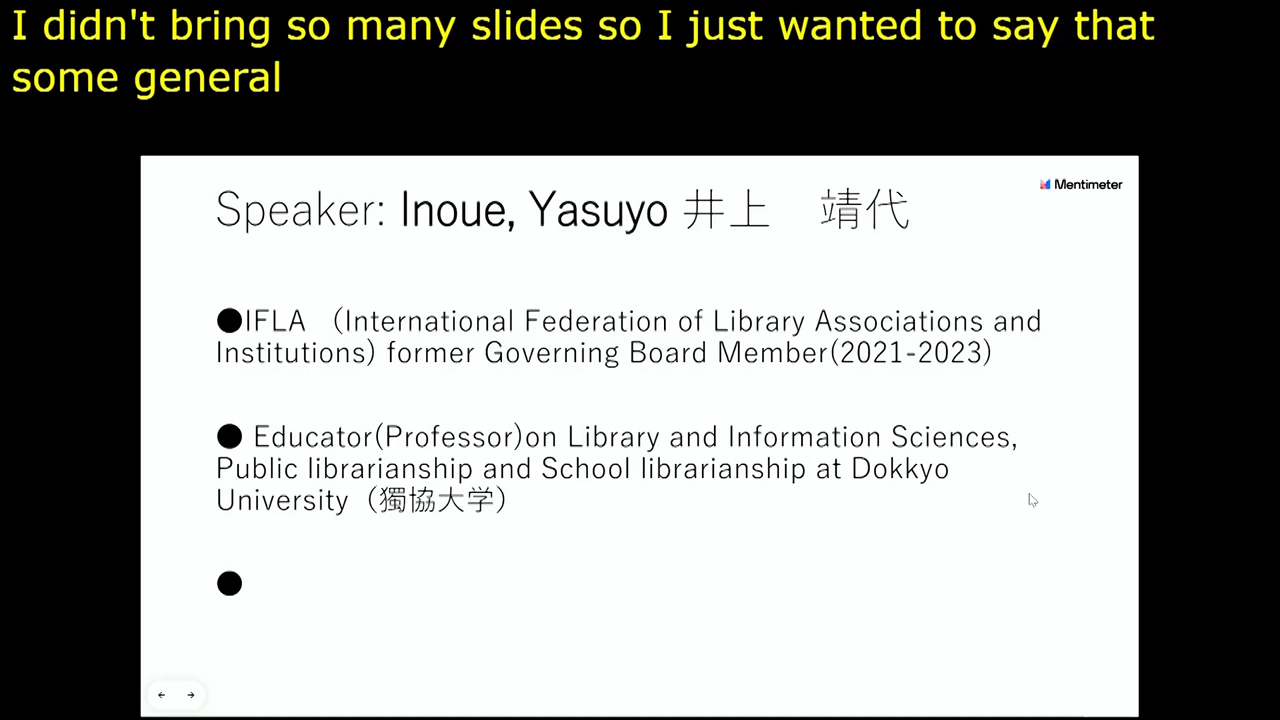 I didn't bring so many slides so I just wanted to say that
some general
Mentimeter
Speaker: Inoue, Yasuyo 井上　靖代
●IFLA （International Federation of Library Associations and
Institutions) former Governing Board Member(2021-2023)
● Educator(Professor)on Library and Information Sciences,
Public librarianship and School librarianship at Dokkyo
University（獨協大学）
●
← →